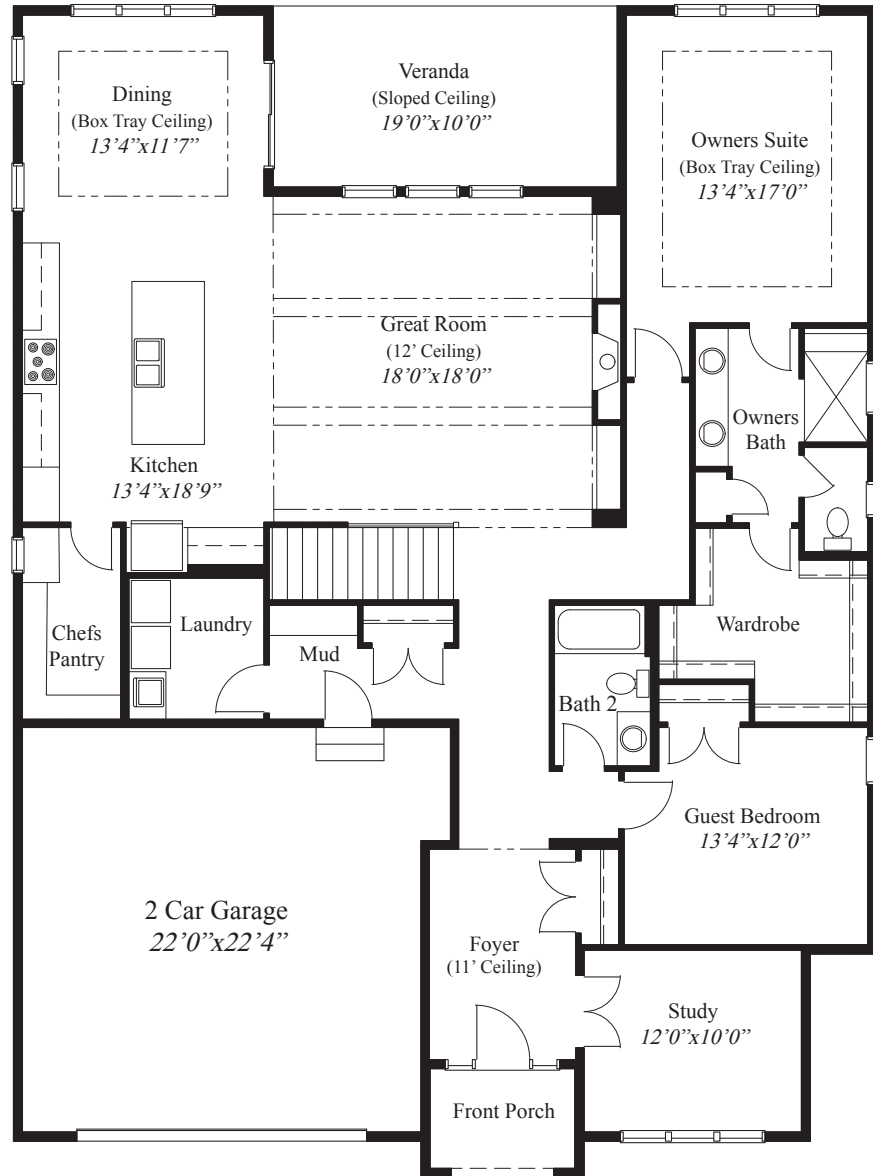 Dining
(Box Tray Ceiling)
13’4”x11’7”
Veranda
(Sloped Ceiling)
19’0”x10’0”
Owners Suite
(Box Tray Ceiling)
13’4”x17’0”
Great Room
(12’ Ceiling)
18’0”x18’0”
Kitchen
13’4”x18’9”
Owners
Bath
Chefs
Pantry
Laundry
Mud
Wardrobe
Bath 2
Guest Bedroom
13’4”x12’0”
2 Car Garage
22’0”x22’4”
Foyer
(11’ Ceiling)
Study
12’0”x10’0”
Front Porch